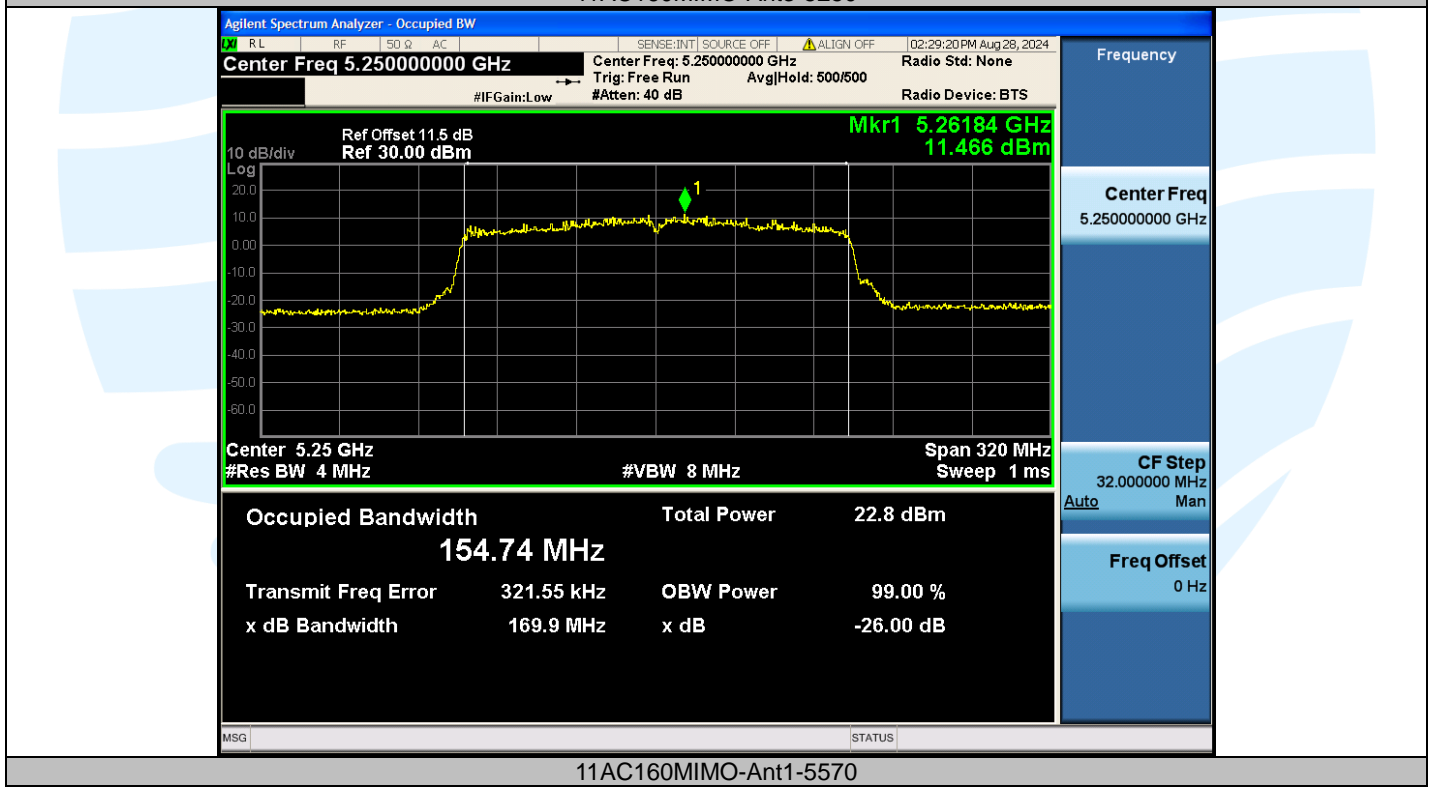 Agilent Spectrum Analyzer - Occupied BW
LXI RL RF 50 Ω AC SENSE:INT SOURCE OFF ALIGN OFF 02:29:20 PM Aug 28, 2024
Center Freq 5.250000000 GHz
Center Freq: 5.250000000 GHz
Radio Std: None
Trig: Free Run Avg|Hold: 500/500
#IFGain:Low
#Atten: 40 dB
Radio Device: BTS
Mkr1 5.26184 GHz
11.466 dBm
Ref Offset 11.5 dB
10 dB/div Ref 30.00 dBm
Log
20.0
10.0
0.00
-10.0
-20.0
-30.0
-40.0
-50.0
-60.0
1
Center 5.25 GHz
Span 320 MHz
#Res BW 4 MHz
#VBW 8 MHz
Sweep 1 ms
Occupied Bandwidth
Total Power 22.8 dBm
154.74 MHz
Transmit Freq Error 321.55 kHz
OBW Power 99.00 %
x dB Bandwidth 169.9 MHz
x dB -26.00 dB
Frequency
Center Freq
5.250000000 GHz
CF Step
32.000000 MHz
Auto Man
Freq Offset
0 Hz
MSG
STATUS
11AC160MIMO-Ant1-5570